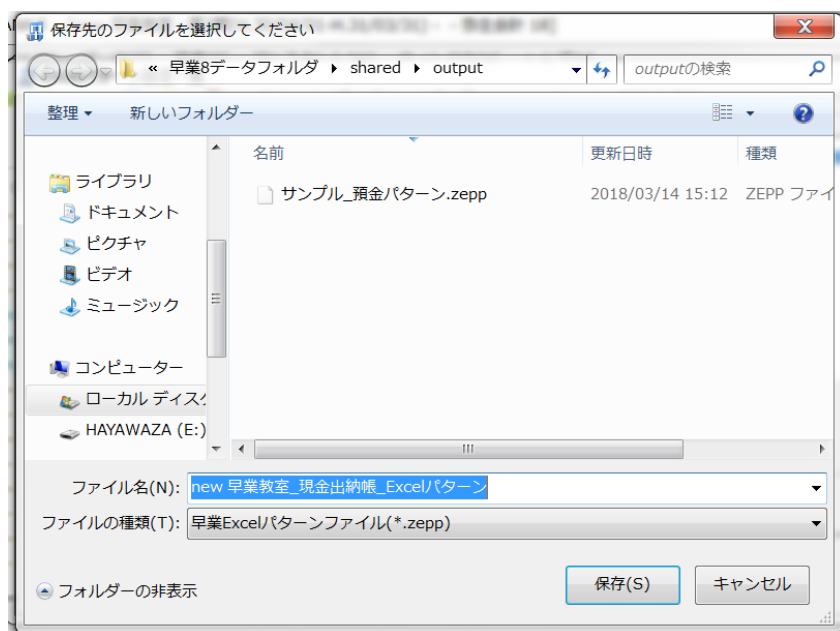 保存先のファイルを選択してください
« 早業8データフォルダ shared output
outputの検索
整理 新しいフォルダー
名前 更新日時 種類
ライブラリ
サンプル_預金パターン.zepp 2018/03/14 15:12 ZEPP ファイ
ドキュメント
ピクチャ
ビデオ
ミュージック
コンピューター
ローカル ディスク
HAYAWAZA (E:)
ファイル名(N): new 早業教室_現金出納帳_Excelパターン
ファイルの種類(T): 早業Excelパターンファイル(*.zepp)
フォルダーの非表示 保存(S) キャンセル